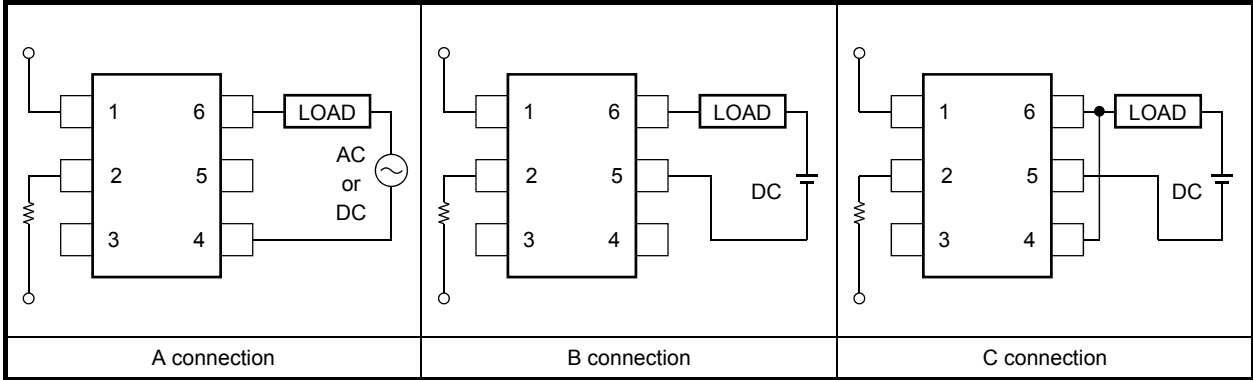 1 6 LOAD
AC
or
DC
2 5
3 4
A connection
1 6 LOAD
2 5 DC
3 4
B connection
1 6 LOAD
2 5 DC
3 4
C connection